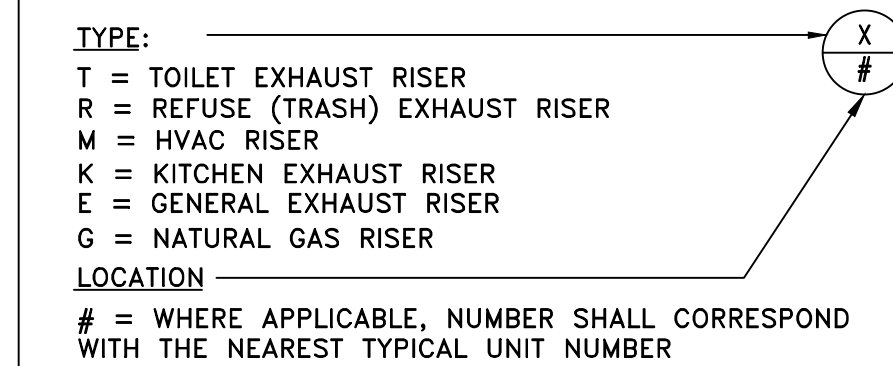 TYPE:
X
#
T = TOILET EXHAUST RISER
R = REFUSE (TRASH) EXHAUST RISER
M = HVAC RISER
K = KITCHEN EXHAUST RISER
E = GENERAL EXHAUST RISER
G = NATURAL GAS RISER
LOCATION
# = WHERE APPLICABLE, NUMBER SHALL CORRESPOND
WITH THE NEAREST TYPICAL UNIT NUMBER